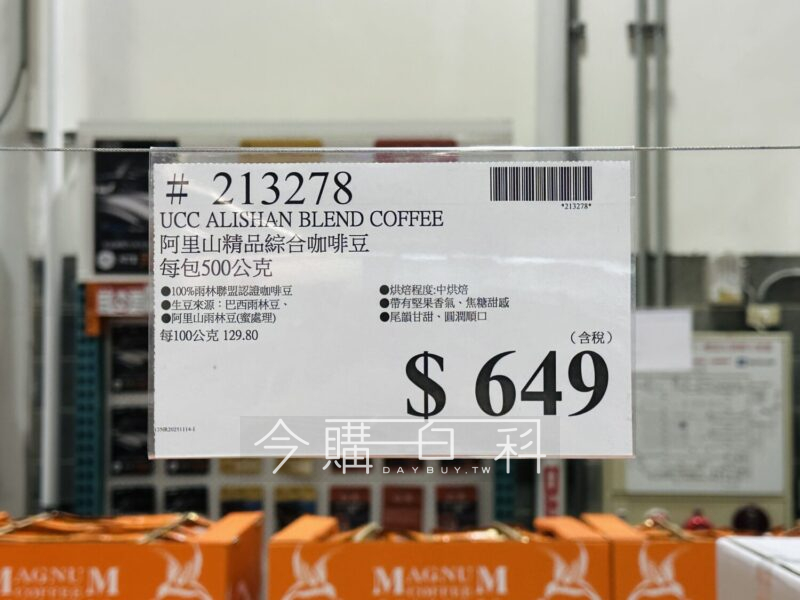 # 213278
*213278*
UCC ALISHAN BLEND COFFEE
阿里山精品綜合咖啡豆
每包500公克
●100%雨林聯盟認證咖啡豆
●生豆來源：巴西雨林豆、
●阿里山雨林豆(蜜處理)
每100公克 129.80
●烘焙程度:中烘焙
●帶有堅果香氣、焦糖甜感
●尾韻甘甜、圓潤順口
（含稅）
$ 649
今購百科
DAYBUY.TW
MAGNUM
COFFEE
MAGNUM
COFFEE
MAGNUM
COFFEE